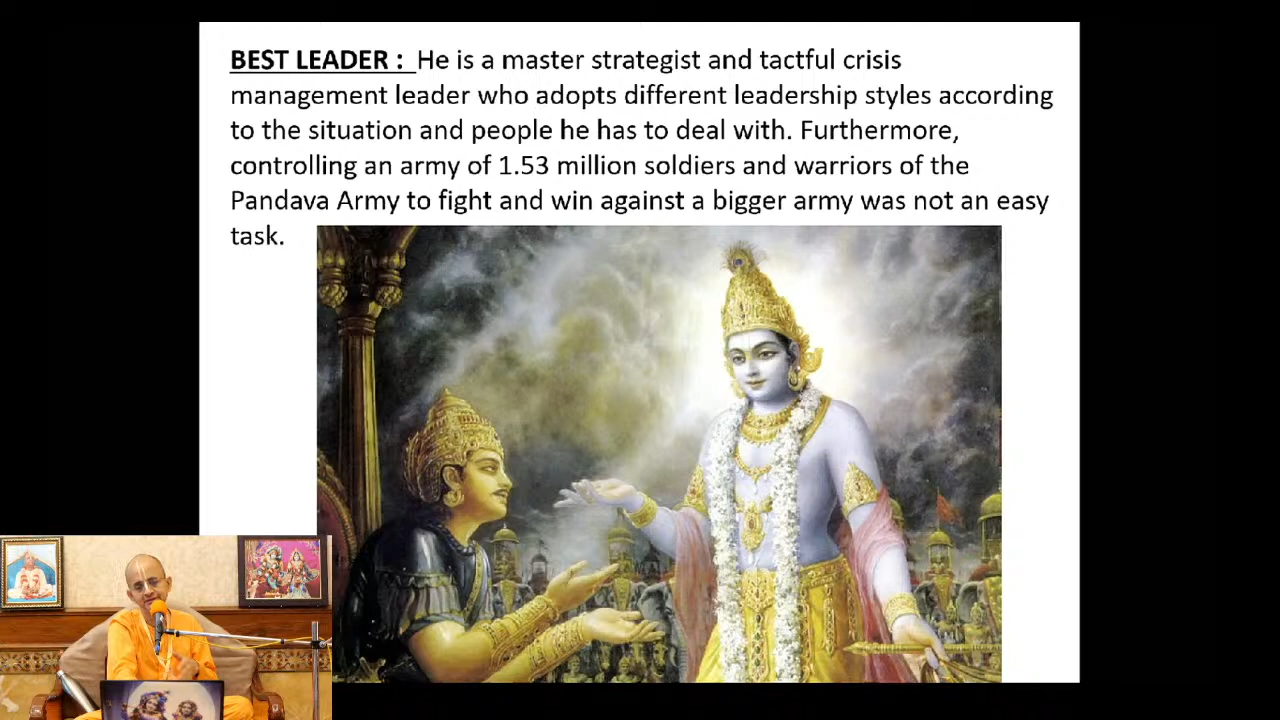 BEST LEADER : He is a master strategist and tactful crisis
management leader who adopts different leadership styles according
to the situation and people he has to deal with. Furthermore,
controlling an army of 1.53 million soldiers and warriors of the
Pandava Army to fight and win against a bigger army was not an easy
task.